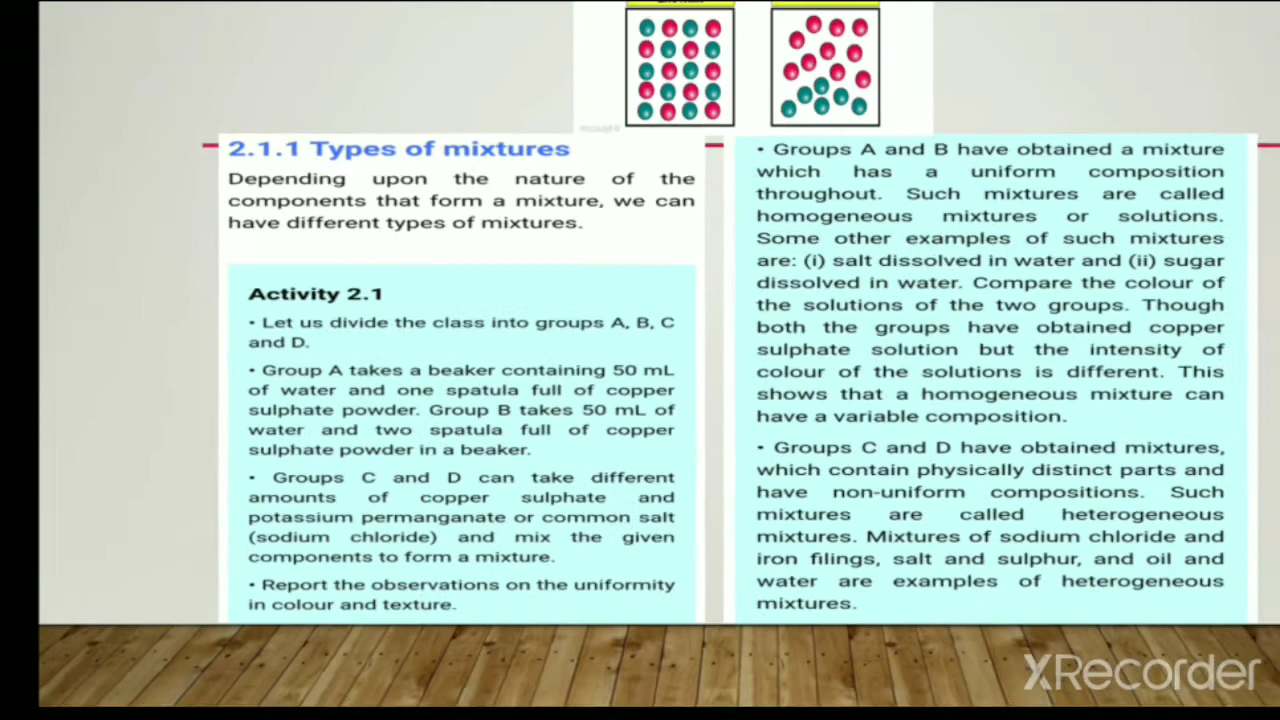 2.1.1 Types of mixtures
Depending upon the nature of the
components that form a mixture, we can
have different types of mixtures.
Activity 2.1
• Let us divide the class into groups A, B, C
and D.
• Group A takes a beaker containing 50 mL
of water and one spatula full of copper
sulphate powder. Group B takes 50 mL of
water and two spatula full of copper
sulphate powder in a beaker.
• Groups C and D can take different
amounts of copper sulphate and
potassium permanganate or common salt
(sodium chloride) and mix the given
components to form a mixture.
• Report the observations on the uniformity
in colour and texture.
• Groups A and B have obtained a mixture
which has a uniform composition
throughout. Such mixtures are called
homogeneous mixtures or solutions.
Some other examples of such mixtures
are: (i) salt dissolved in water and (ii) sugar
dissolved in water. Compare the colour of
the solutions of the two groups. Though
both the groups have obtained copper
sulphate solution but the intensity of
colour of the solutions is different. This
shows that a homogeneous mixture can
have a variable composition.
• Groups C and D have obtained mixtures,
which contain physically distinct parts and
have non-uniform compositions. Such
mixtures are called heterogeneous
mixtures. Mixtures of sodium chloride and
iron filings, salt and sulphur, and oil and
water are examples of heterogeneous
mixtures.
XRecorder